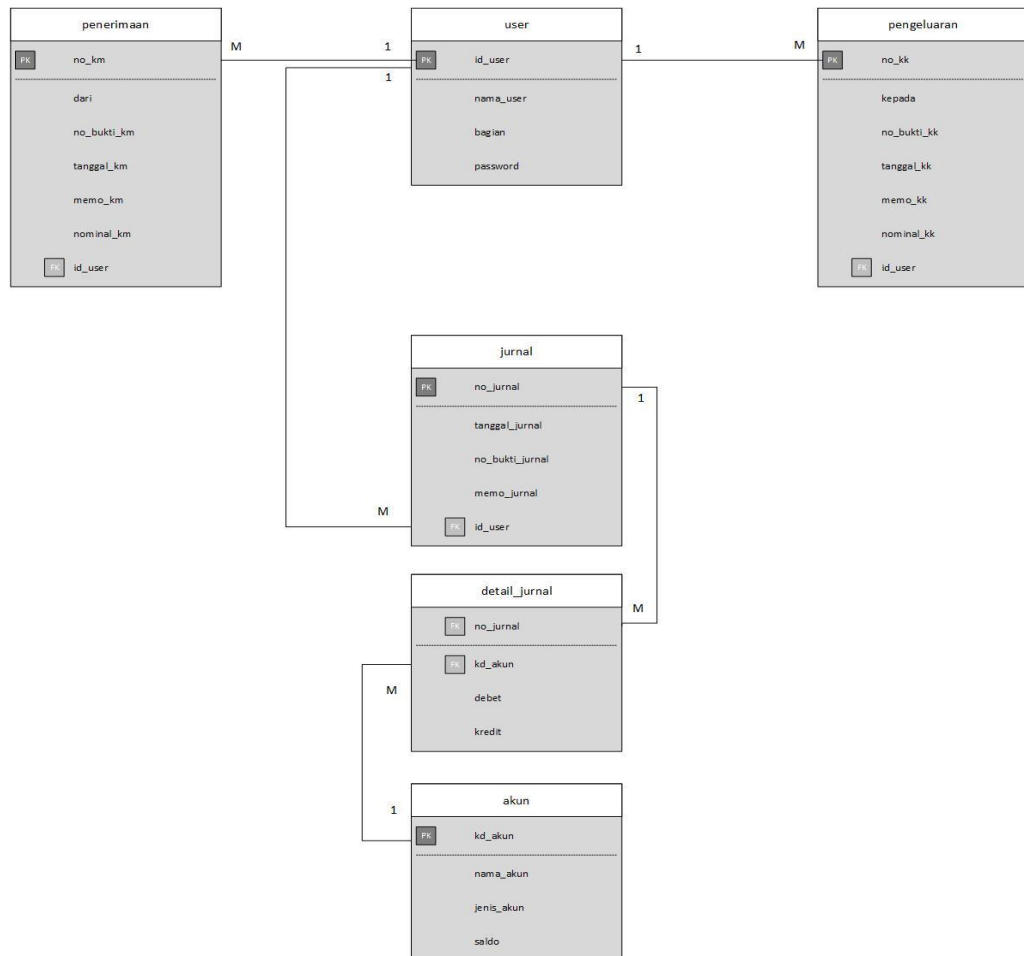 penerimaan
PK no_km
dari
no_bukti_km
tanggal_km
memo_km
nominal_km
FK id_user
M
1
1
user
PK id_user
nama_user
bagian
password
1
M
pengeluaran
PK no_kk
kepada
no_bukti_kk
tanggal_kk
memo_kk
nominal_kk
FK id_user
jurnal
PK no_jurnal
tanggal_jurnal
no_bukti_jurnal
memo_jurnal
FK id_user
M
1
detail_jurnal
FK no_jurnal
FK kd_akun
debet
kredit
M
M
1
akun
PK kd_akun
nama_akun
jenis_akun
saldo